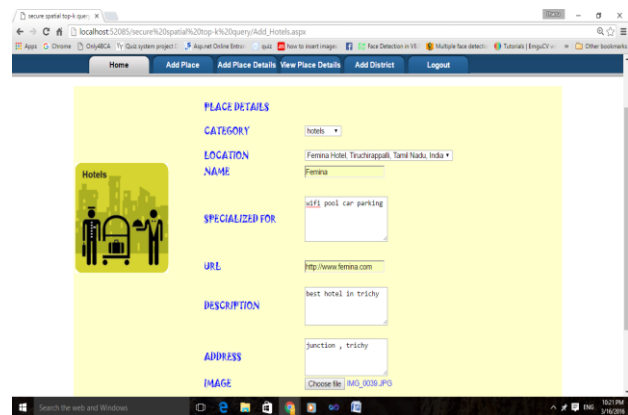 secure spatial top-k quer
localhost:52085/secure%20spatial%20top-k%20query/Add_Hotels.aspx
Apps Chrome Only4BCA Quiz system project Asp.net Online Entrai quiz how to insert images Face Detection in VS Multiple face detecti Tutorials | EmguCV Other bookmarks
Home Add Place Add Place Details View Place Details Add District Logout
PLACE DETAILS
CATEGORY hotels
LOCATION Femina Hotel, Tiruchirappalli, Tamil Nadu, India
NAME Femina
Hotels
SPECIALIZED FOR wifi pool car parking
URL http://www.femina.com
DESCRIPTION best hotel in trichy
ADDRESS junction , trichy
IMAGE Choose file IMG_0039.JPG
Search the web and Windows
ENG 10:21 PM
3/16/2018